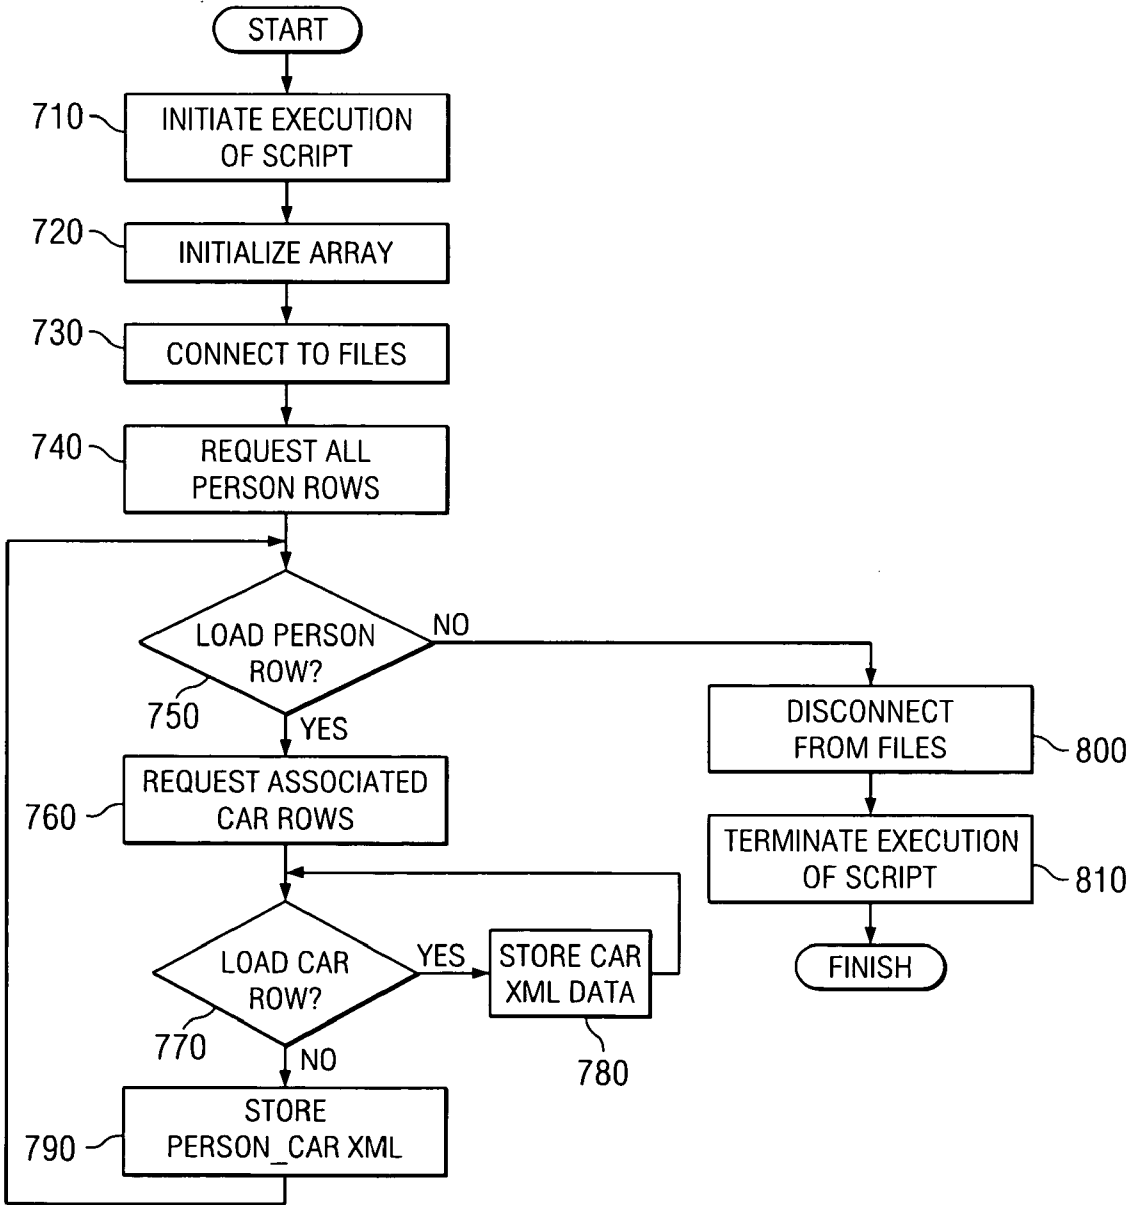 START
710
INITIATE EXECUTION
OF SCRIPT
720
INITIALIZE ARRAY
730
CONNECT TO FILES
740
REQUEST ALL
PERSON ROWS
LOAD PERSON
ROW?
750
NO
YES
DISCONNECT
FROM FILES
800
REQUEST ASSOCIATED
CAR ROWS
760
TERMINATE EXECUTION
OF SCRIPT
810
LOAD CAR
ROW?
770
YES
STORE CAR
XML DATA
780
FINISH
NO
STORE
PERSON_CAR XML
790